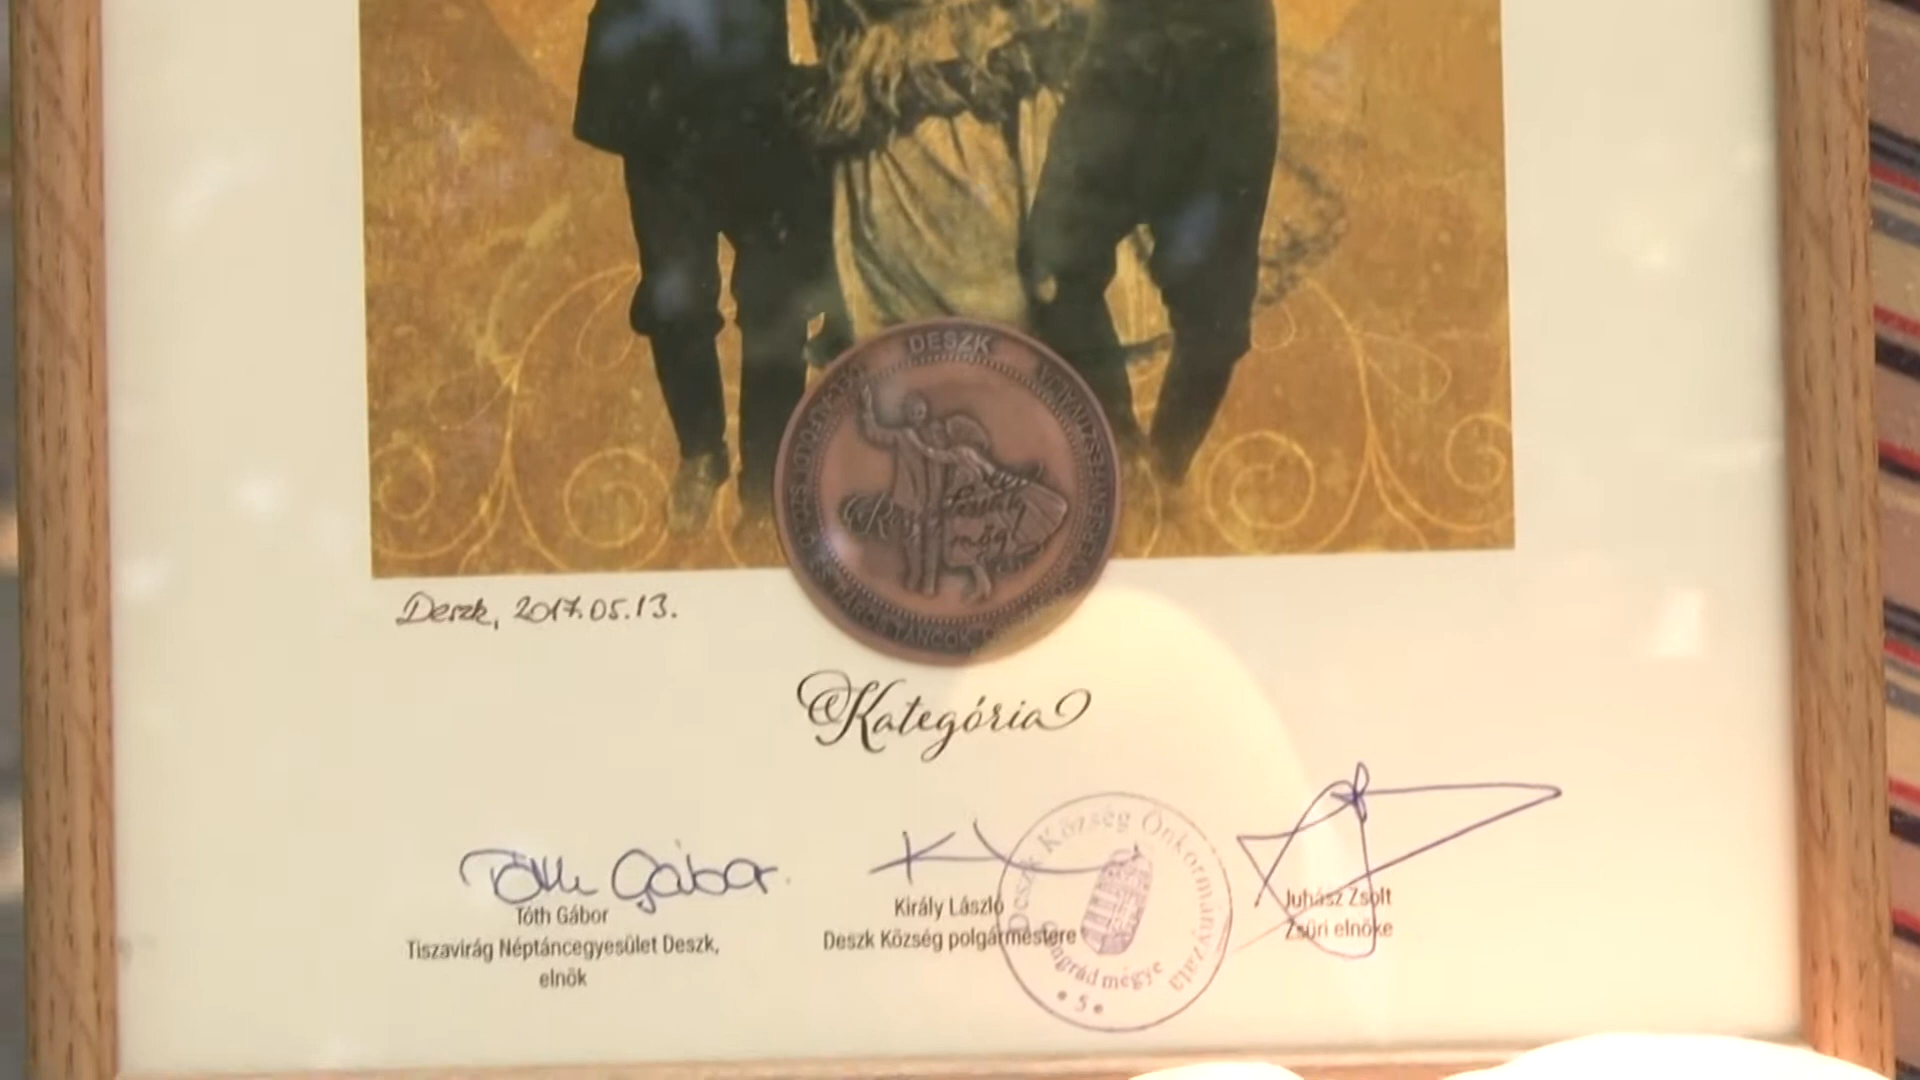 DESZK
Deszk, 2017.05.13.
Kategória
Tóth Gábor
Tóth Gábor
Tiszavirág Néptáncegyesület Deszk,
elnök
Király László
Deszk Község polgármestere
Deszk Község Önkormányzata
megye
5
Juhász Zsolt
Zsűri elnöke